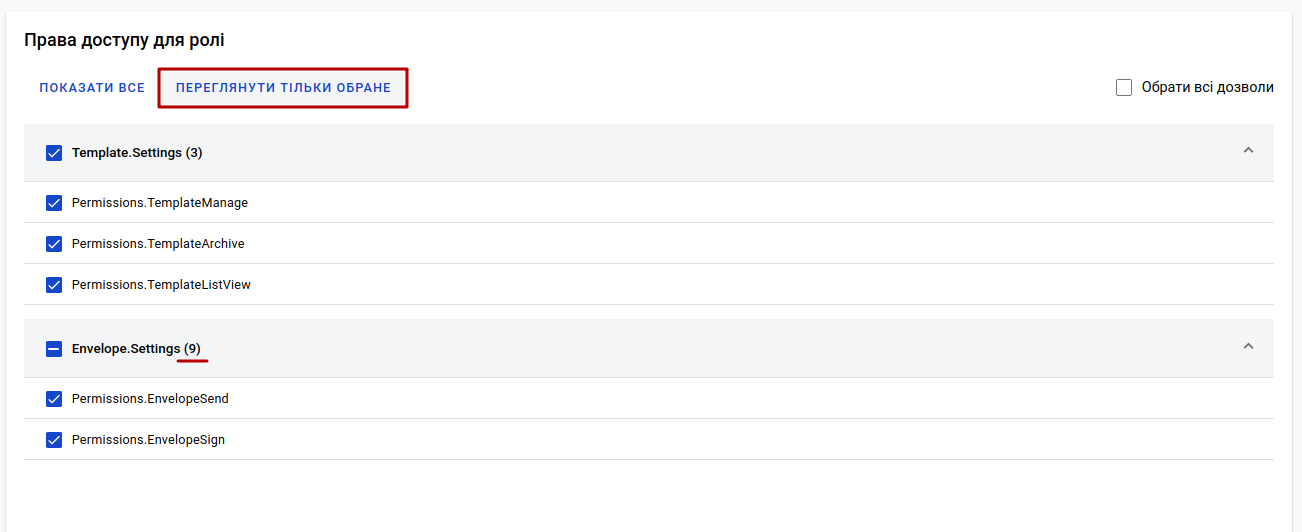 Права доступу для ролі
ПОКАЗАТИ ВСЕ ПЕРЕГЛЯНУТИ ТІЛЬКИ ОБРАНЕ Обрати всі дозволи
Template.Settings (3)
Permissions.TemplateManage
Permissions.TemplateArchive
Permissions.TemplateListView
Envelope.Settings (9)
Permissions.EnvelopeSend
Permissions.EnvelopeSign